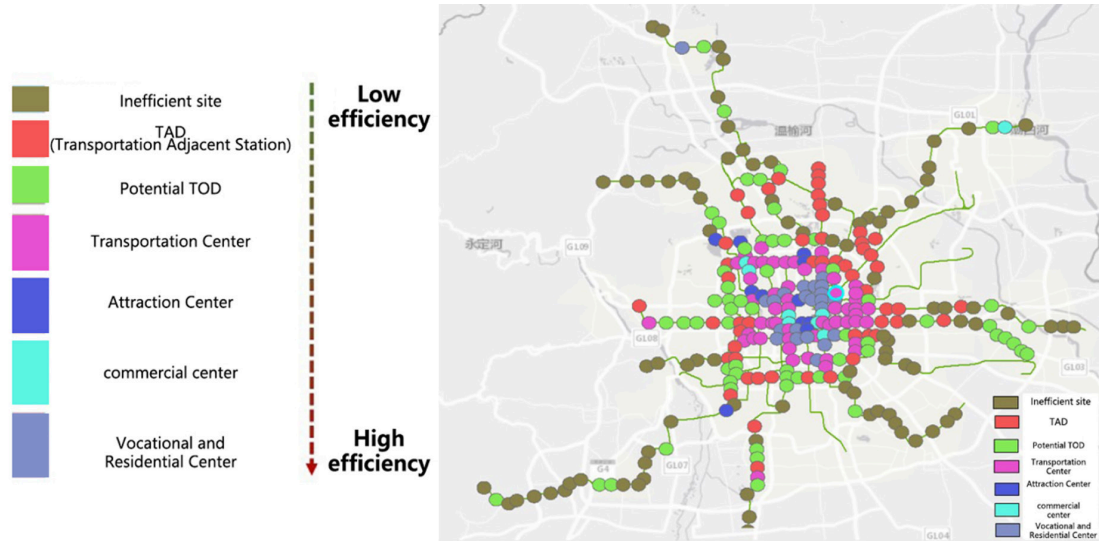 Inefficient site
TAD
(Transportation Adjacent Station)
Potential TOD
Transportation Center
Attraction Center
commercial center
Vocational and
Residential Center
Low
efficiency
High
efficiency
GL01
温榆河
永定河
GL09
GL08
GL03
G4
GL07
GL04
Inefficient site
TAD
Potential TOD
Transportation
Center
Attraction Center
commercial
center
Vocational and
Residential Center